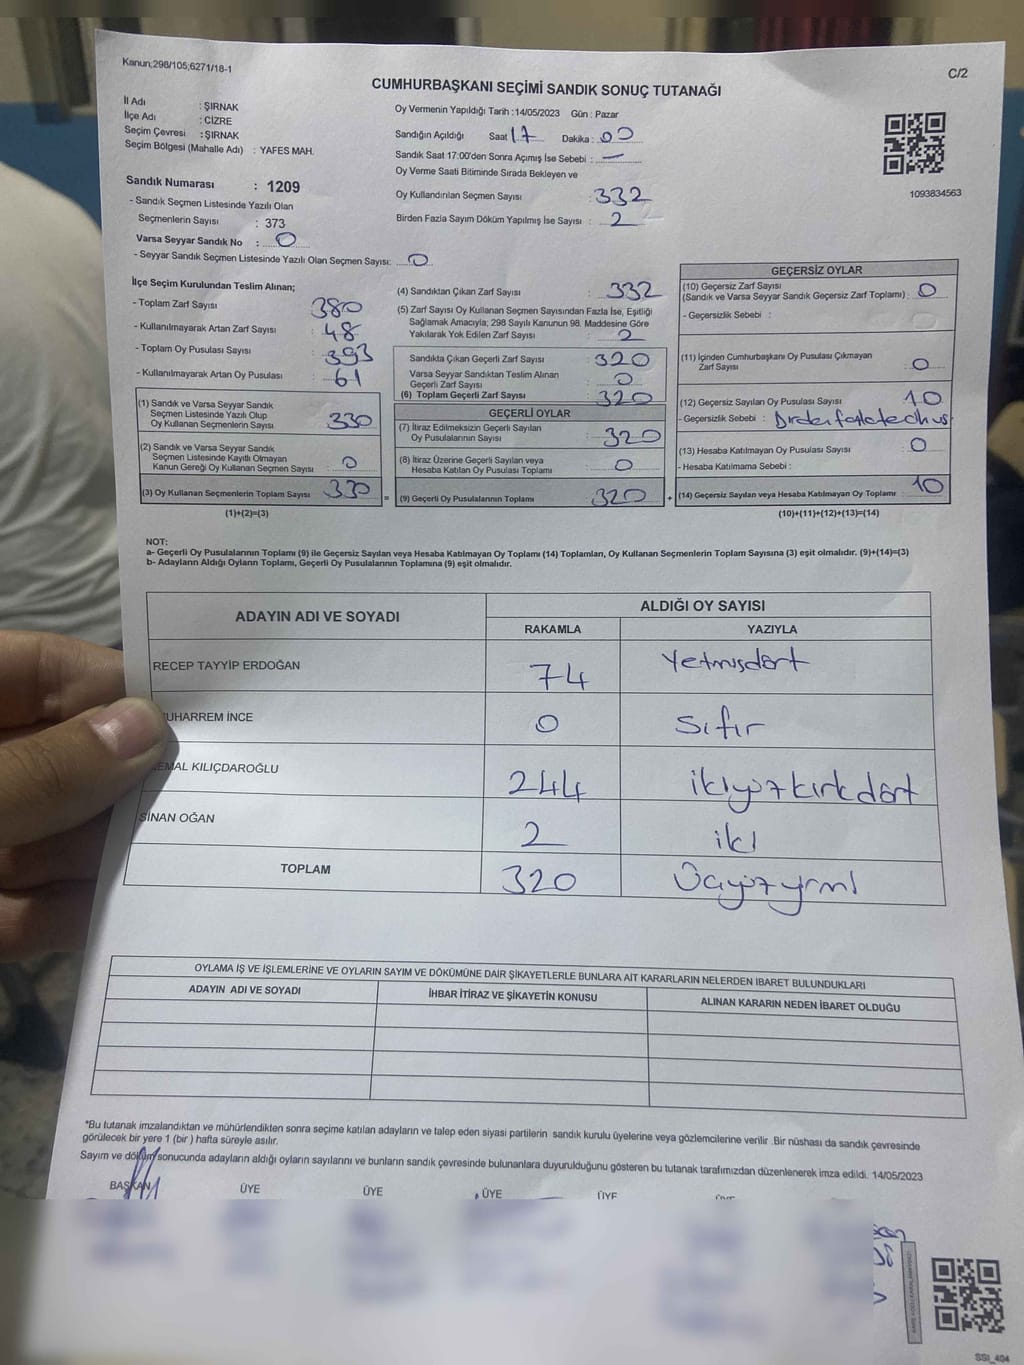 Kanun;298/105;6271/18-1
C/2
CUMHURBAŞKANI SEÇİMİ SANDIK SONUÇ TUTANAĞI
İl Adı : ŞIRNAK
İlçe Adı : CİZRE
Seçim Çevresi : ŞIRNAK
Seçim Bölgesi (Mahalle Adı) : YAFES MAH.
Sandık Numarası : 1209
- Sandık Seçmen Listesinde Yazılı Olan
Seçmenlerin Sayısı : 373
Varsa Seyyar Sandık No : 0
- Seyyar Sandık Seçmen Listesinde Yazılı Olan Seçmen Sayısı: 0
Oy Vermenin Yapıldığı Tarih : 14/05/2023 Gün : Pazar
Sandığın Açıldığı Saat 17 Dakika : 00
Sandık Saat 17:00'den Sonra Açımış İse Sebebi : —
Oy Verme Saati Bitiminde Sırada Bekleyen ve
Oy Kullandırılan Seçmen Sayısı : 332
Birden Fazla Sayım Döküm Yapılmış İse Sayısı : 2
1093834563
İlçe Seçim Kurulundan Teslim Alınan;
- Toplam Zarf Sayısı : 380
- Kullanılmayarak Artan Zarf Sayısı : 48
- Toplam Oy Pusulası Sayısı : 393
- Kullanılmayarak Artan Oy Pusulası : 61
(1) Sandık ve Varsa Seyyar Sandık
Seçmen Listesinde Yazılı Olup
Oy Kullanan Seçmenlerin Sayısı : 330
(2) Sandık ve Varsa Seyyar Sandık
Seçmen Listesinde Kayıtlı Olmayan
Kanun Gereği Oy Kullanan Seçmen Sayısı : 0
(3) Oy Kullanan Seçmenlerin Toplam Sayısı : 330
(1)+(2)=(3)
(4) Sandıktan Çıkan Zarf Sayısı : 332
(5) Zarf Sayısı Oy Kullanan Seçmen Sayısından Fazla İse, Eşitliği
Sağlamak Amacıyla; 298 Sayılı Kanunun 98. Maddesine Göre
Yakılarak Yok Edilen Zarf Sayısı : 2
Sandıkta Çıkan Geçerli Zarf Sayısı : 320
Varsa Seyyar Sandıktan Teslim Alınan
Geçerli Zarf Sayısı : 0
(6) Toplam Geçerli Zarf Sayısı : 320
GEÇERLİ OYLAR
(7) İtiraz Edilmeksizin Geçerli Sayılan
Oy Pusulalarının Sayısı : 320
(8) İtiraz Üzerine Geçerli Sayılan veya
Hesaba Katılan Oy Pusulası Toplamı : 0
= (9) Geçerli Oy Pusulalarının Toplamı : 320
GEÇERSİZ OYLAR
(10) Geçersiz Zarf Sayısı
(Sandık ve Varsa Seyyar Sandık Geçersiz Zarf Toplamı) : 0
- Geçersizlik Sebebi :
(11) İçinden Cumhurbaşkanı Oy Pusulası Çıkmayan
Zarf Sayısı : 0
(12) Geçersiz Sayılan Oy Pusulası Sayısı : 10
- Geçersizlik Sebebi :
(13) Hesaba Katılmayan Oy Pusulası Sayısı : 0
- Hesaba Katılmama Sebebi :
+ (14) Geçersiz Sayılan veya Hesaba Katılmayan Oy Toplamı : 10
(10)+(11)+(12)+(13)=(14)
NOT:
a- Geçerli Oy Pusulalarının Toplamı (9) ile Geçersiz Sayılan veya Hesaba Katılmayan Oy Toplamı (14) Toplamları, Oy Kullanan Seçmenlerin Toplam Sayısına (3) eşit olmalıdır. (9)+(14)=(3)
b- Adayların Aldığı Oyların Toplamı, Geçerli Oy Pusulalarının Toplamına (9) eşit olmalıdır.
ADAYIN ADI VE SOYADI
ALDIĞI OY SAYISI
RAKAMLA YAZIYLA
RECEP TAYYİP ERDOĞAN 74 Yetmişdört
UHARREM İNCE 0 Sıfır
EMAL KILIÇDAROĞLU 244 ikiyüzkırkdört
SİNAN OĞAN 2 iki
TOPLAM 320 Üçyüzyirmi
OYLAMA İŞ VE İŞLEMLERİNE VE OYLARIN SAYIM VE DÖKÜMÜNE DAİR ŞİKAYETLERLE BUNLARA AİT KARARLARIN NELERDEN İBARET BULUNDUKLARI
ADAYIN ADI VE SOYADI İHBAR İTİRAZ VE ŞİKAYETİN KONUSU ALINAN KARARIN NEDEN İBARET OLDUĞU
*Bu tutanak imzalandıktan ve mühürlendikten sonra seçime katılan adayların ve talep eden siyasi partilerin sandık kurulu üyelerine veya gözlemcilerine verilir .Bir nüshası da sandık çevresinde
görülecek bir yere 1 (bir ) hafta süreyle asılır.
Sayım ve döküm sonucunda adayların aldığı oyların sayılarını ve bunların sandık çevresinde bulunanlara duyurulduğunu gösteren bu tutanak tarafımızdan düzenlenerek imza edildi. 14/05/2023
BAŞKAN ÜYE ÜYE ÜYE ÜYE
SSI_404